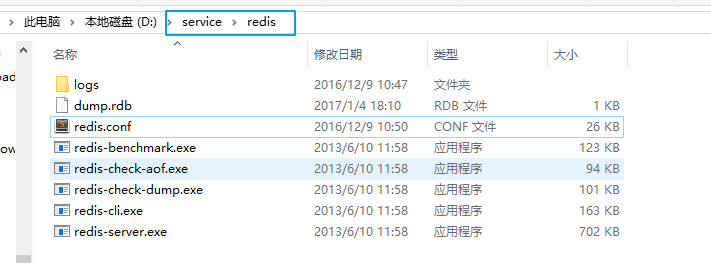 此电脑 > 本地磁盘 (D:) > service > redis
名称 修改日期 类型 大小
logs 2016/12/9 10:47 文件夹
dump.rdb 2017/1/4 18:10 RDB 文件 1 KB
redis.conf 2016/12/9 10:50 CONF 文件 26 KB
redis-benchmark.exe 2013/6/10 11:58 应用程序 123 KB
redis-check-aof.exe 2013/6/10 11:58 应用程序 94 KB
redis-check-dump.exe 2013/6/10 11:58 应用程序 101 KB
redis-cli.exe 2013/6/10 11:58 应用程序 163 KB
redis-server.exe 2013/6/10 11:58 应用程序 702 KB